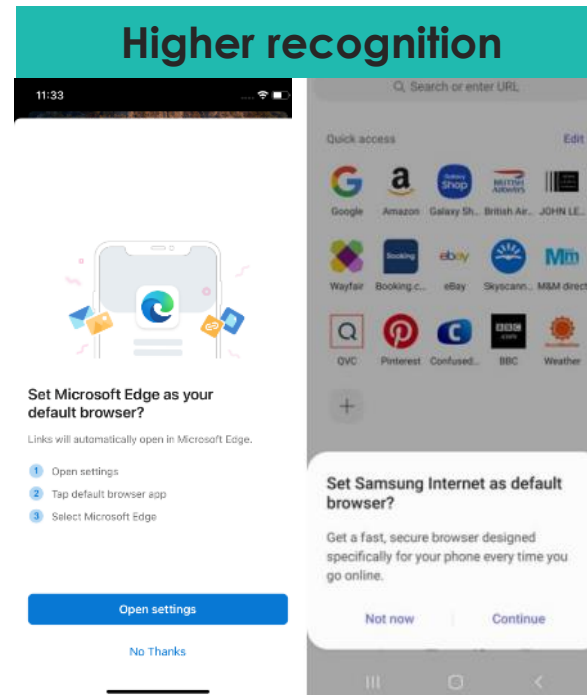 Higher recognition
11:33
Set Microsoft Edge as your
default browser?
Links will automatically open in Microsoft Edge.
1 Open settings
2 Tap default browser app
3 Select Microsoft Edge
Open settings
No Thanks
Search or enter URL
Quick access Edit
Google Amazon Galaxy Sh... British Air... JOHN LE...
Wayfair Booking.c... eBay Skyscann... M&M direct
QVC Pinterest Confused... BBC Weather
Set Samsung Internet as default
browser?
Get a fast, secure browser designed
specifically for your phone every time you
go online.
Not now Continue